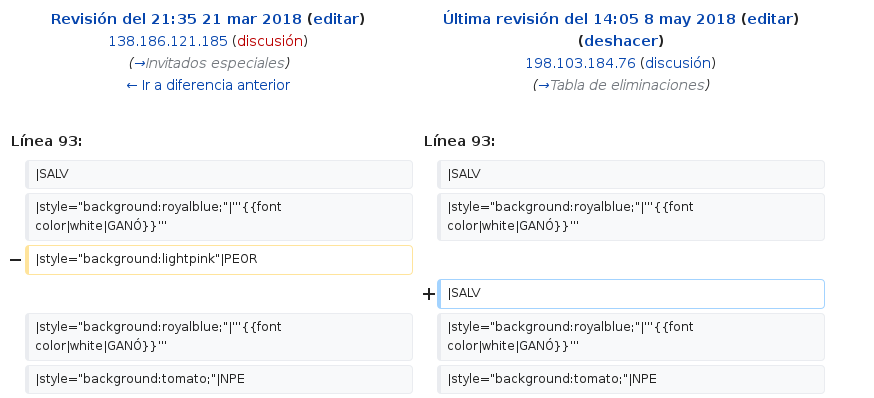 Revisión del 21:35 21 mar 2018 (editar)
138.186.121.185 (discusión)
(→Invitados especiales)
← Ir a diferencia anterior
Última revisión del 14:05 8 may 2018 (editar)
(deshacer)
198.103.184.76 (discusión)
(→Tabla de eliminaciones)
Línea 93:
Línea 93:
|SALV
|SALV
|style="background:royalblue;"|'''{{font
color|white|GANÓ}}'''
|style="background:royalblue;"|'''{{font
color|white|GANÓ}}'''
− |style="background:lightpink"|PEOR
+ |SALV
|style="background:royalblue;"|'''{{font
color|white|GANÓ}}'''
|style="background:royalblue;"|'''{{font
color|white|GANÓ}}'''
|style="background:tomato;"|NPE
|style="background:tomato;"|NPE